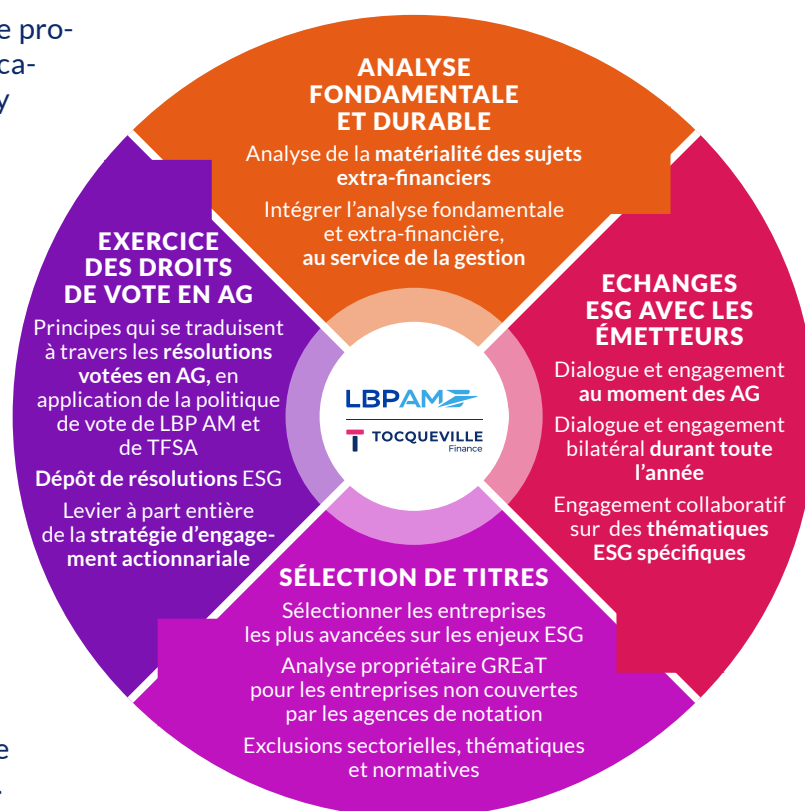 e pro-
ca-
y
ANALYSE
FONDAMENTALE
ET DURABLE
Analyse de la matérialité des sujets
extra-financiers
Intégrer l’analyse fondamentale
et extra-financière,
au service de la gestion
ECHANGES
ESG AVEC LES
ÉMETTEURS
Dialogue et engagement
au moment des AG
Dialogue et engagement
bilatéral durant toute
l’année
Engagement collaboratif
sur des thématiques
ESG spécifiques
SÉLECTION DE TITRES
Sélectionner les entreprises
les plus avancées sur les enjeux ESG
Analyse propriétaire GREaT
pour les entreprises non couvertes
par les agences de notation
Exclusions sectorielles, thématiques
et normatives
EXERCICE
DES DROITS
DE VOTE EN AG
Principes qui se traduisent
à travers les résolutions
votées en AG, en
application de la politique
de vote de LBP AM et
de TFSA
Dépôt de résolutions ESG
Levier à part entière
de la stratégie d’engage-
ment actionnariale
LBPAM
TOCQUEVILLE
Finance
e
.